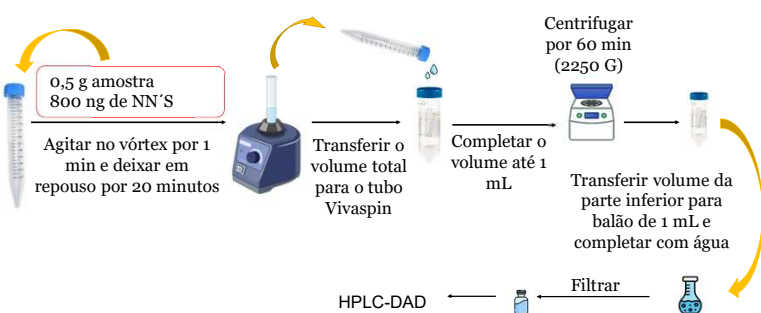 0,5 g amostra
800 ng de NN´S
Agitar no vórtex por 1
min e deixar em
repouso por 20 minutos
Transferir o
volume total
para o tubo
Vivaspin
Completar o
volume até 1
mL
Centrifugar
por 60 min
(2250 G)
Transferir volume da
parte inferior para
balão de 1 mL e
completar com água
Filtrar
HPLC-DAD